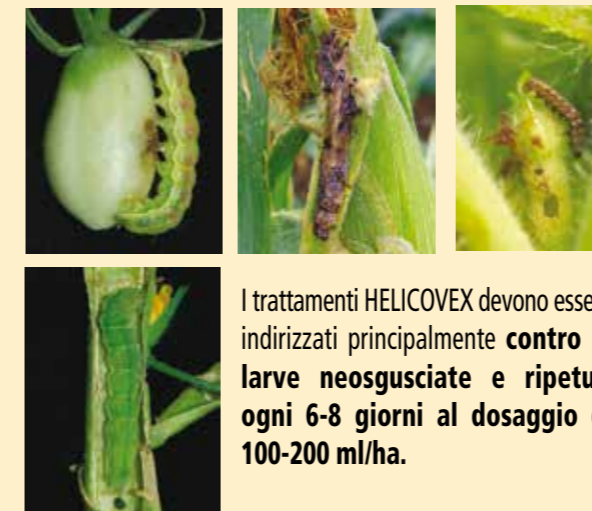 I trattamenti HELICOVEX devono esse
indirizzati principalmente contro
larve neosgusciate e ripetu
ogni 6-8 giorni al dosaggio
100-200 ml/ha.